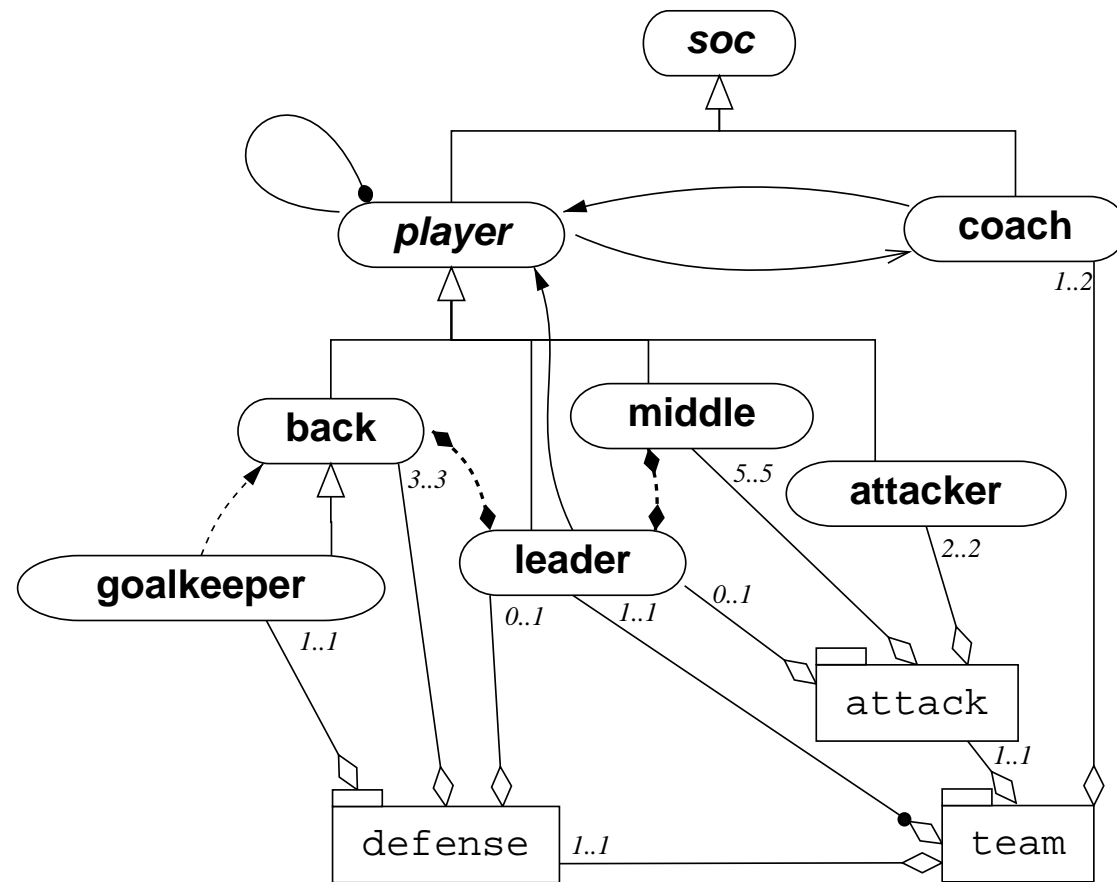 soc
player
coach
1..2
back
middle
3..3
5..5
attacker
goalkeeper
leader
2..2
1..1
0..1
1..1
0..1
attack
1..1
defense
1..1
team